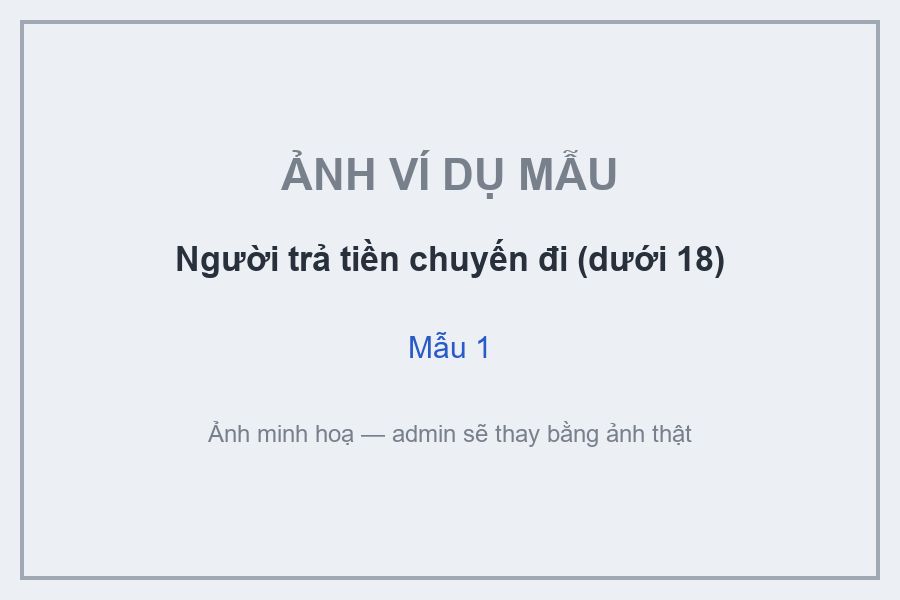 ẢNH VÍ DỤ MẪU
Người trả tiền chuyến đi (dưới 18)
Mẫu 1
Ảnh minh hoạ — admin sẽ thay bằng ảnh thật